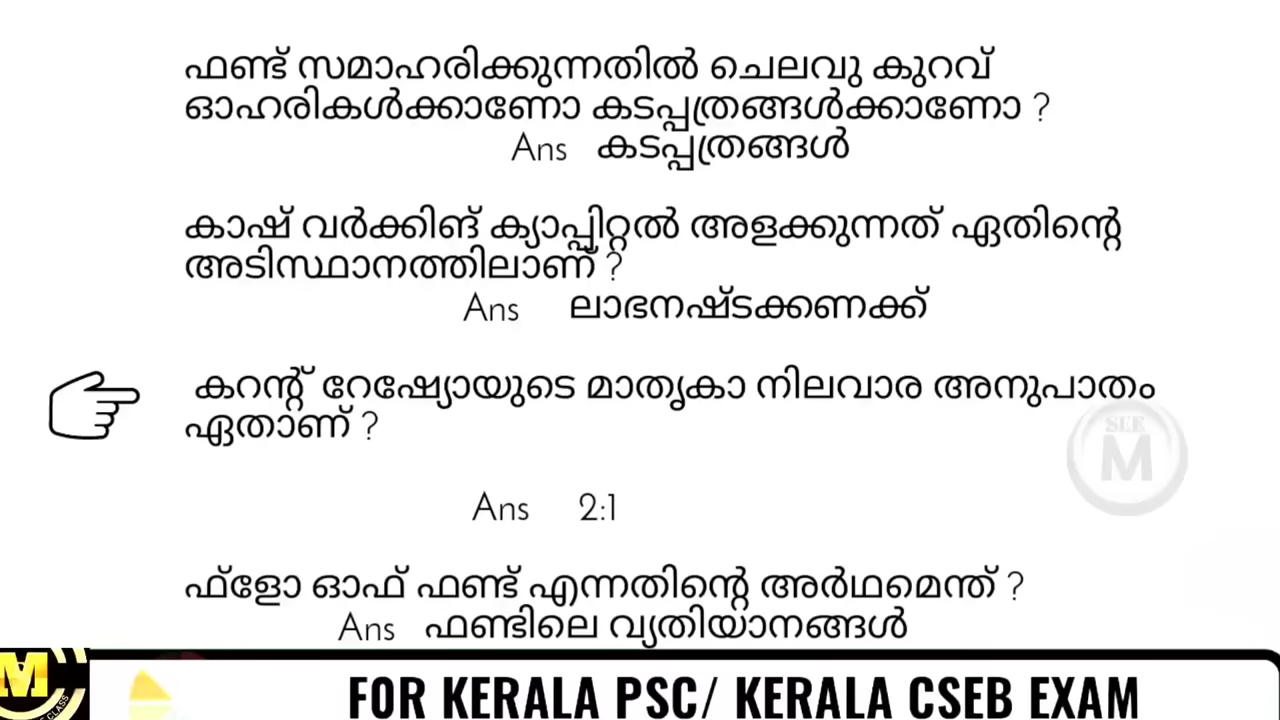 ഫണ്ട് സമാഹരിക്കുന്നതിൽ ചെലവു കുറവ്
ഓഹരികൾക്കാണോ കടപ്പത്രങ്ങൾക്കാണോ ?
Ans കടപ്പത്രങ്ങൾ
കാഷ് വർക്കിങ് ക്യാപ്പിറ്റൽ അളക്കുന്നത് ഏതിന്റെ
അടിസ്ഥാനത്തിലാണ് ?
Ans ലാഭനഷ്ടക്കണക്ക്
കറന്റ് റേഷ്യോയുടെ മാതൃകാ നിലവാര അനുപാതം
ഏതാണ് ?
SEE
M
Ans 2:1
ഫ്ളോ ഓഫ് ഫണ്ട് എന്നതിന്റെ അർഥമെന്ത് ?
Ans ഫണ്ടിലെ വ്യതിയാനങ്ങൾ
M
FOR KERALA PSC/ KERALA CSEB EXAM